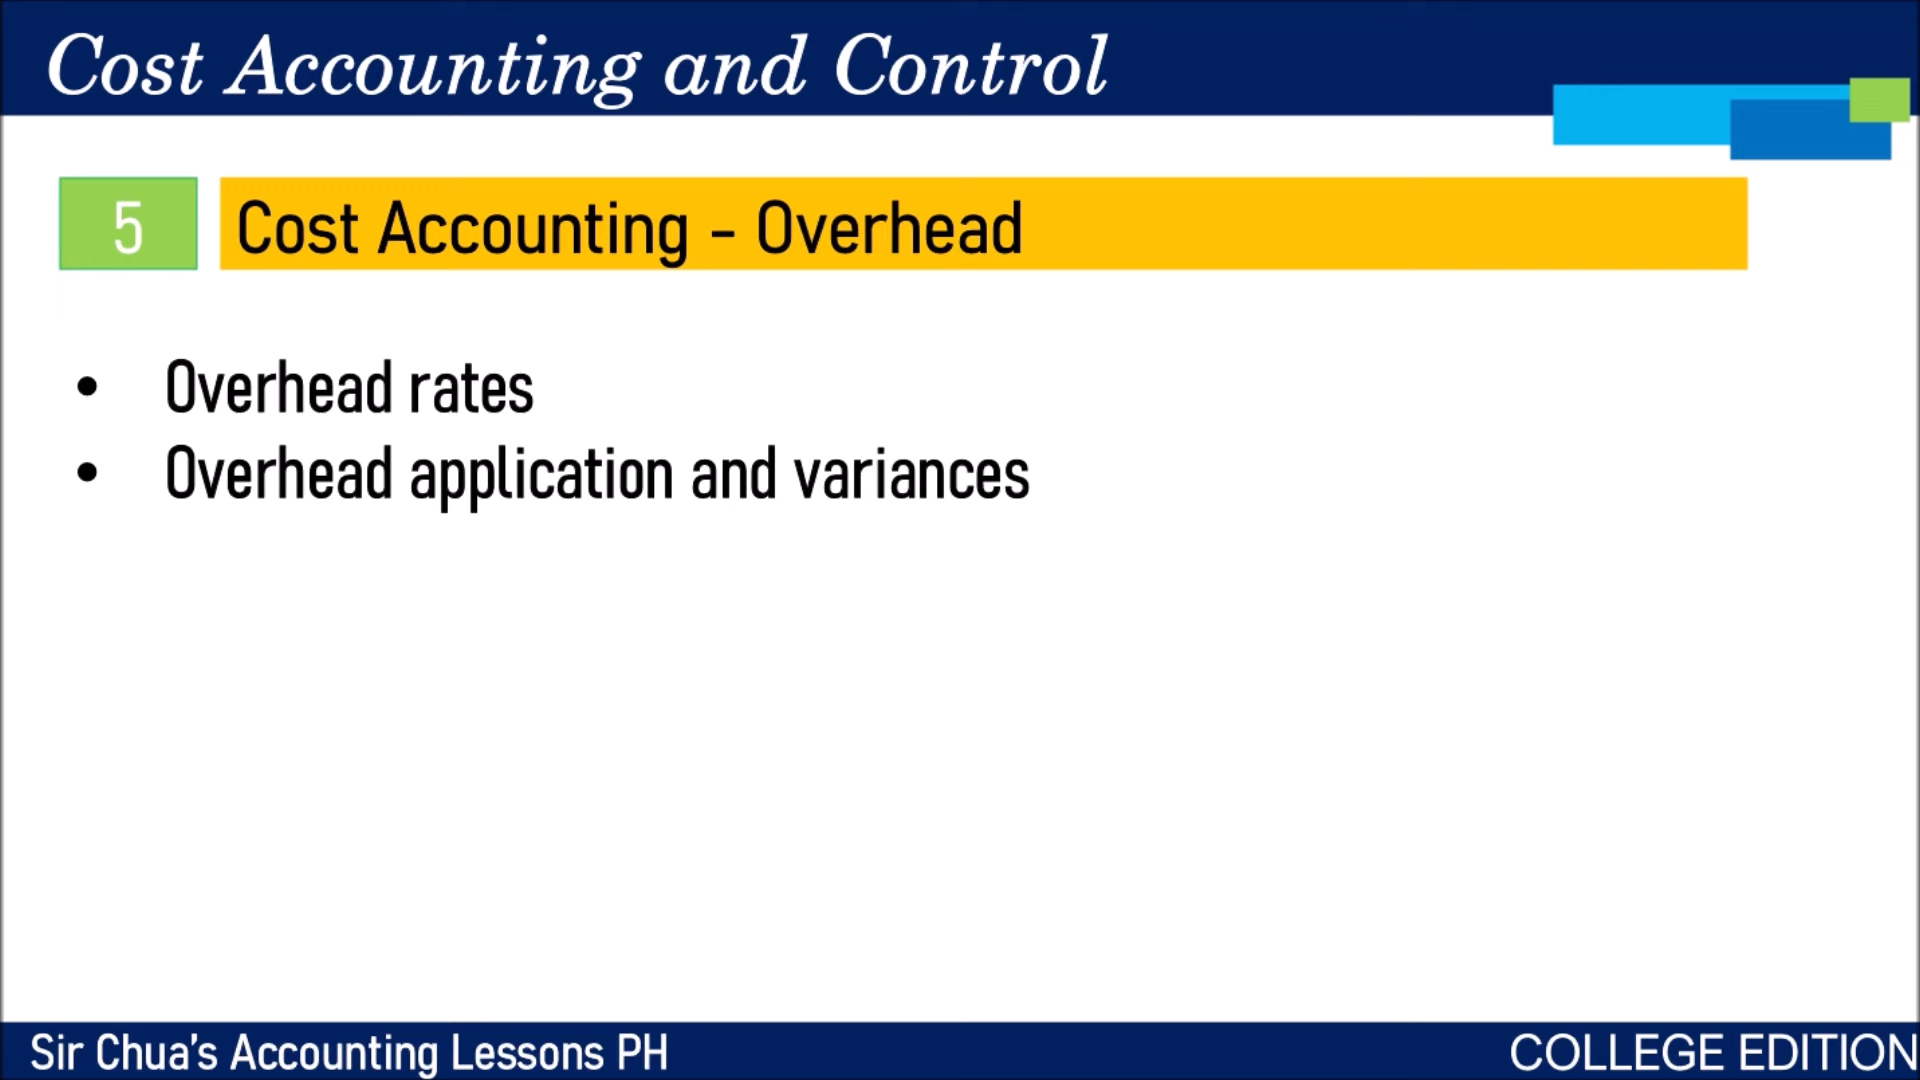 Cost Accounting and Control
5 Cost Accounting - Overhead
• Overhead rates
• Overhead application and variances
Sir Chua's Accounting Lessons PH
COLLEGE EDITION